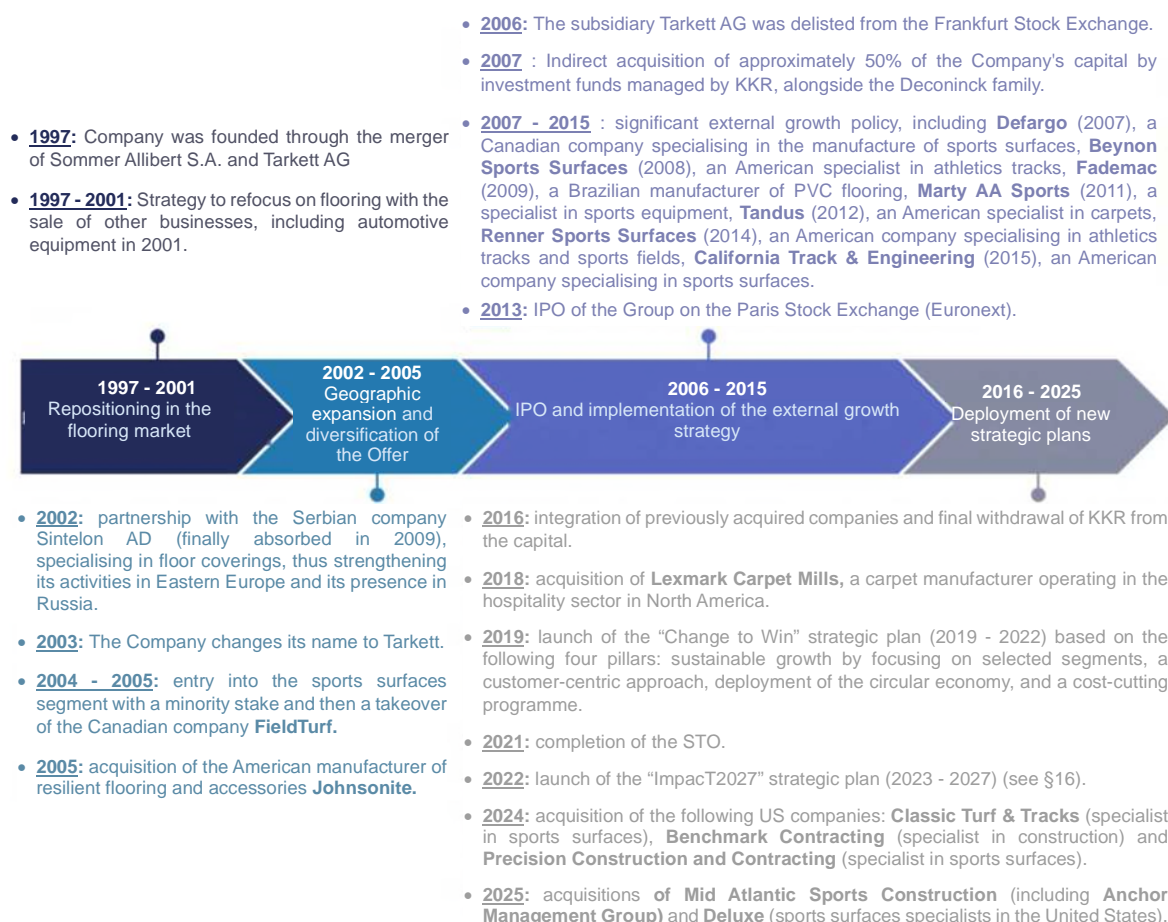 • 1997: Company was founded through the merger
of Sommer Allibert S.A. and Tarkett AG
• 1997 - 2001: Strategy to refocus on flooring with the
sale of other businesses, including automotive
equipment in 2001.
• 2006: The subsidiary Tarkett AG was delisted from the Frankfurt Stock Exchange.
• 2007 : Indirect acquisition of approximately 50% of the Company's capital by
investment funds managed by KKR, alongside the Deconinck family.
• 2007 - 2015 : significant external growth policy, including Defargo (2007), a
Canadian company specialising in the manufacture of sports surfaces, Beynon
Sports Surfaces (2008), an American specialist in athletics tracks, Fademac
(2009), a Brazilian manufacturer of PVC flooring, Marty AA Sports (2011), a
specialist in sports equipment, Tandus (2012), an American specialist in carpets,
Renner Sports Surfaces (2014), an American company specialising in athletics
tracks and sports fields, California Track & Engineering (2015), an American
company specialising in sports surfaces.
• 2013: IPO of the Group on the Paris Stock Exchange (Euronext).
1997 - 2001
Repositioning in the
flooring market
2002 - 2005
Geographic
expansion and
diversification of
the Offer
2006 - 2015
IPO and implementation of the external growth
strategy
2016 - 2025
Deployment of new
strategic plans
• 2002: partnership with the Serbian company
Sintelon AD (finally absorbed in 2009),
specialising in floor coverings, thus strengthening
its activities in Eastern Europe and its presence in
Russia.
• 2003: The Company changes its name to Tarkett.
• 2004 - 2005: entry into the sports surfaces
segment with a minority stake and then a takeover
of the Canadian company FieldTurf.
• 2005: acquisition of the American manufacturer of
resilient flooring and accessories Johnsonite.
• 2016: integration of previously acquired companies and final withdrawal of KKR from
the capital.
• 2018: acquisition of Lexmark Carpet Mills, a carpet manufacturer operating in the
hospitality sector in North America.
• 2019: launch of the “Change to Win” strategic plan (2019 - 2022) based on the
following four pillars: sustainable growth by focusing on selected segments, a
customer-centric approach, deployment of the circular economy, and a cost-cutting
programme.
• 2021: completion of the STO.
• 2022: launch of the “ImpacT2027” strategic plan (2023 - 2027) (see §16).
• 2024: acquisition of the following US companies: Classic Turf & Tracks (specialist
in sports surfaces), Benchmark Contracting (specialist in construction) and
Precision Construction and Contracting (specialist in sports surfaces).
• 2025: acquisitions of Mid Atlantic Sports Construction (including Anchor
Management Group) and Deluxe (sports surfaces specialists in the United States).